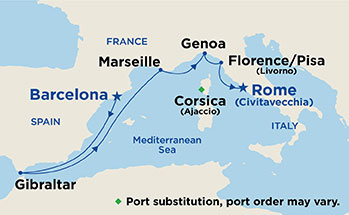 FRANCE
Genoa
Marseille
Florence/Pisa
(Livorno)
Barcelona
Corsica
(Ajaccio)
Rome
(Civitavecchia)
SPAIN
ITALY
Mediterranean
Sea
Gibraltar
Port substitution, port order may vary.